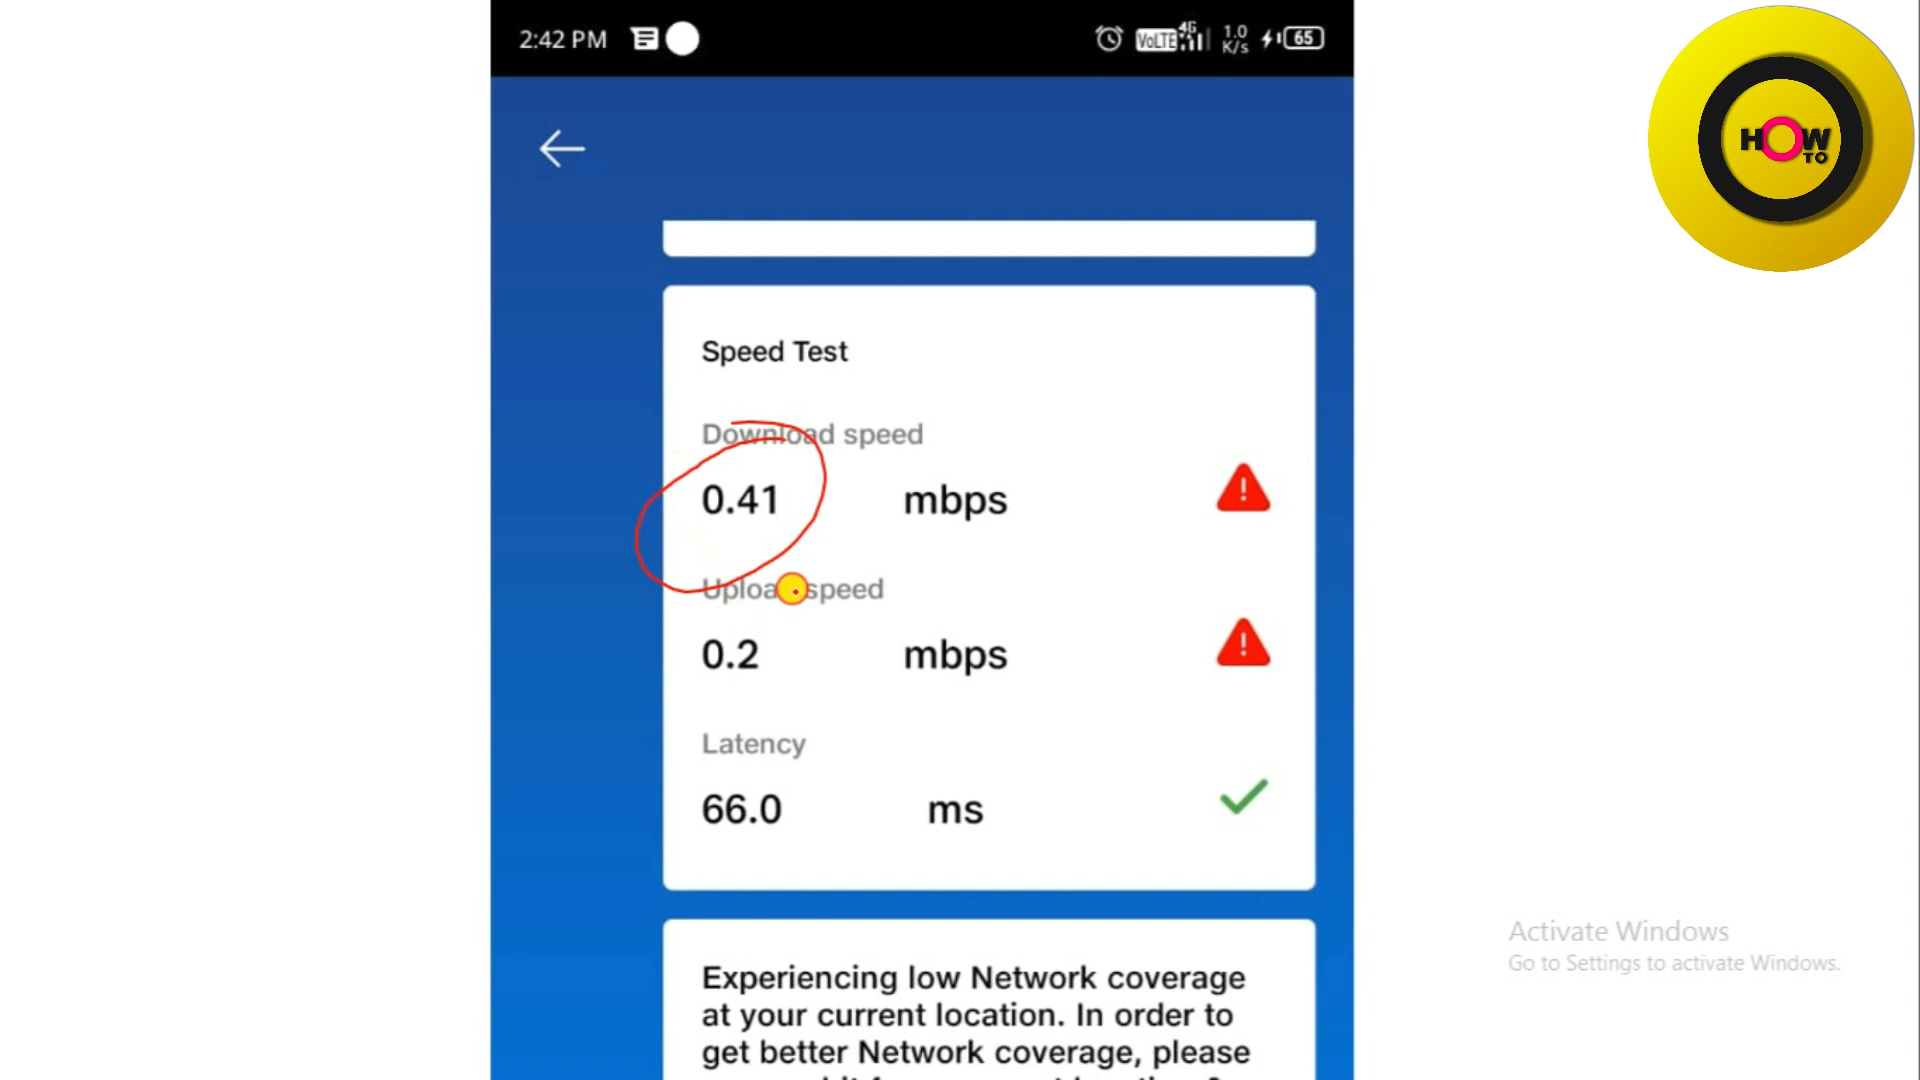 2:42 PM VoLTE 4G 1.0 K/s 65
HOW
TO
Speed Test
Download speed
0.41 mbps
Upload speed
0.2 mbps
Latency
66.0 ms
Experiencing low Network coverage
at your current location. In order to
get better Network coverage, please
Activate Windows
Go to Settings to activate Windows.